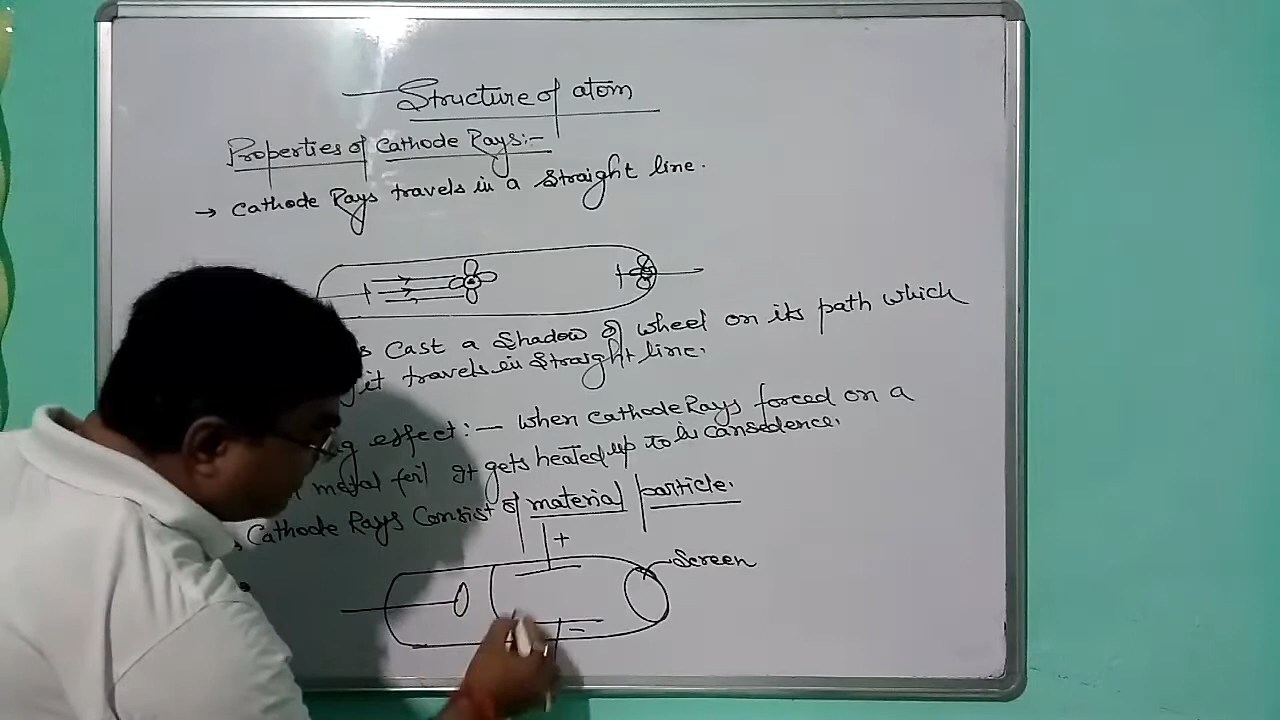 Structure of atom
Properties of Cathode Rays:-
→ Cathode Rays travels in a straight line.
Cast a shadow of wheel on its path which
it travels in straight line.
effect:- when cathode Rays forced on a
metal foil It gets heated up to
Cathode Rays Consist of material particle.
+
Screen
-